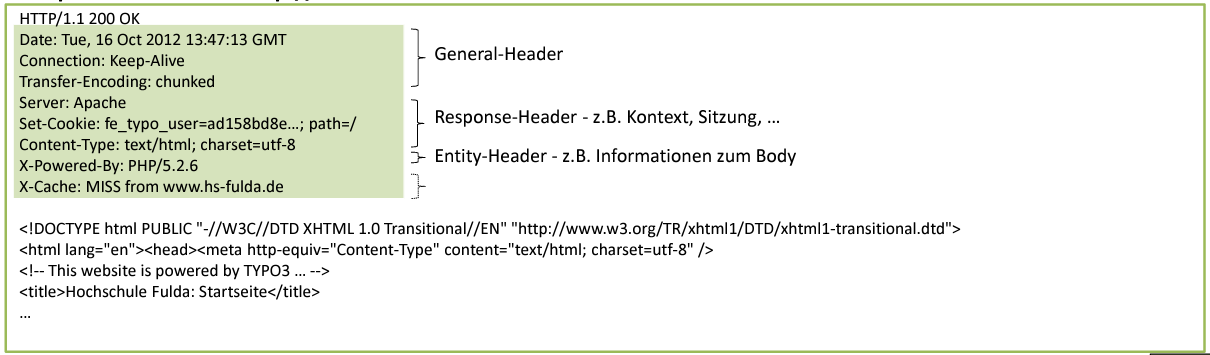 HTTP/1.1 200 OK
Date: Tue, 16 Oct 2012 13:47:13 GMT
Connection: Keep-Alive
Transfer-Encoding: chunked
General-Header
Server: Apache
Set-Cookie: fe_typo_user=ad158bd8e...; path=/
Content-Type: text/html; charset=utf-8
Response-Header - z.B. Kontext, Sitzung, ...
X-Powered-By: PHP/5.2.6
Entity-Header - z.B. Informationen zum Body
X-Cache: MISS from www.hs-fulda.de
<!DOCTYPE html PUBLIC "-//W3C//DTD XHTML 1.0 Transitional//EN" "http://www.w3.org/TR/xhtml1/DTD/xhtml1-transitional.dtd">
<html lang="en"><head><meta http-equiv="Content-Type" content="text/html; charset=utf-8" />
<!-- This website is powered by TYPO3 ... -->
<title>Hochschule Fulda: Startseite</title>
...